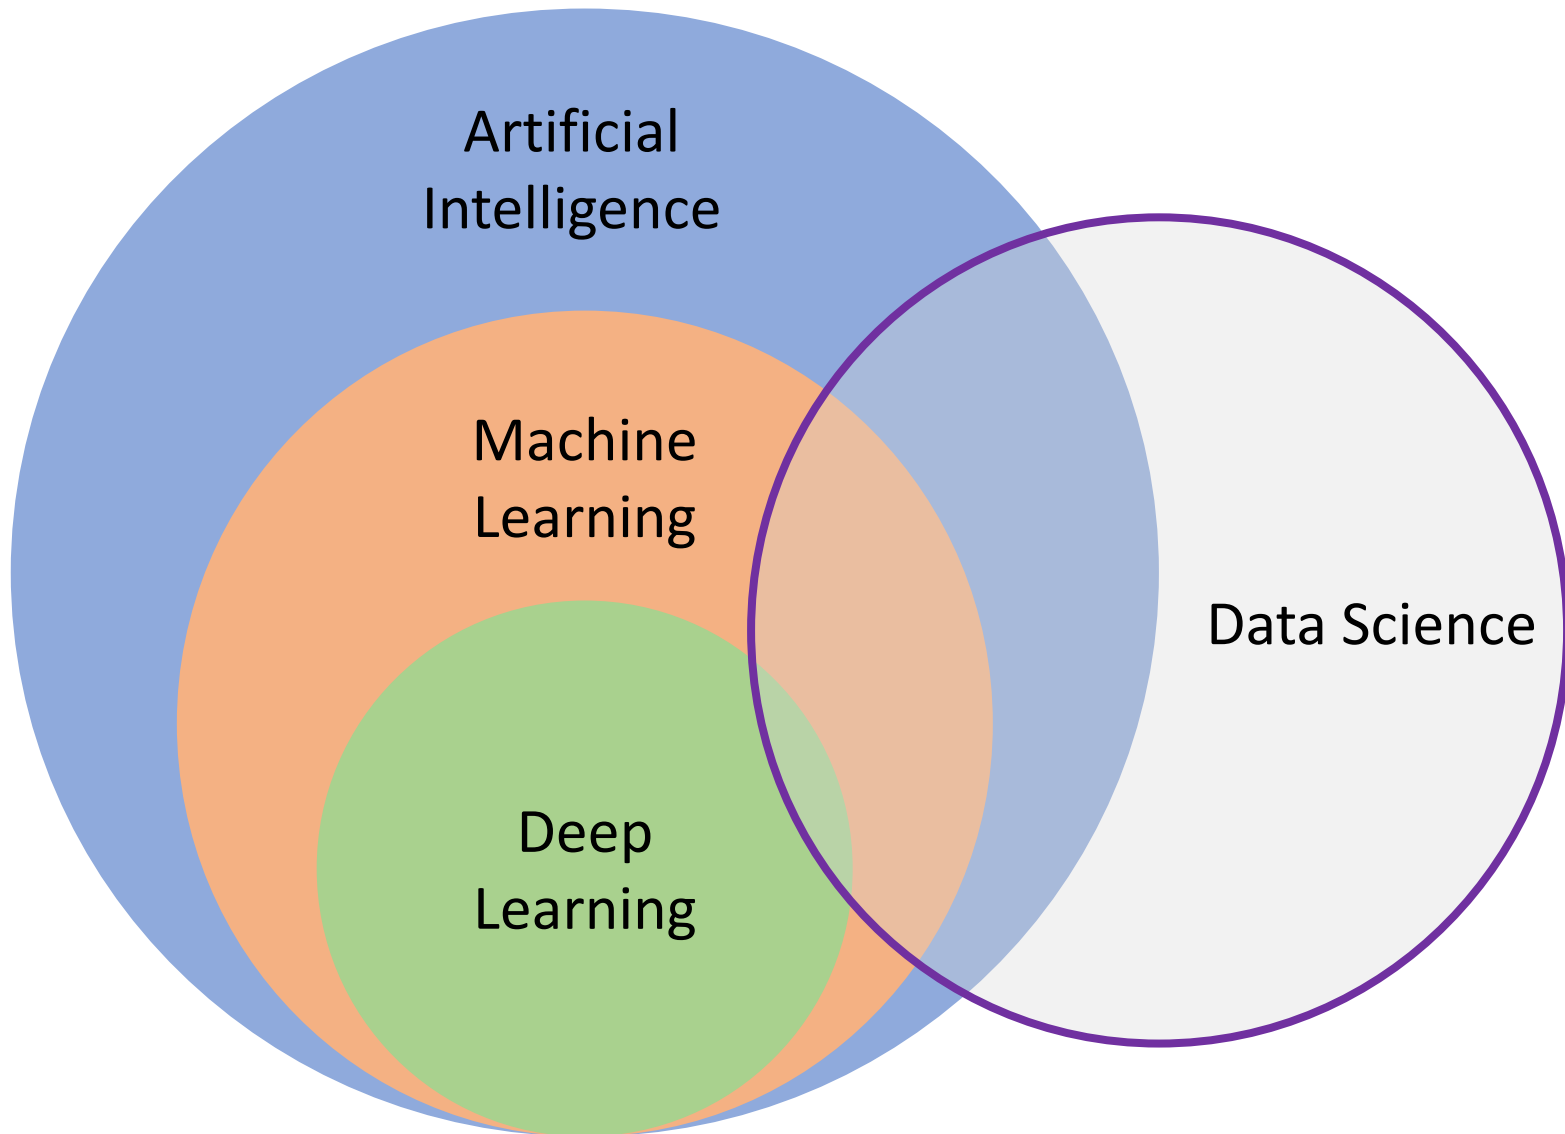 Artificial
Intelligence
Machine
Learning
Data Science
Deep
Learning